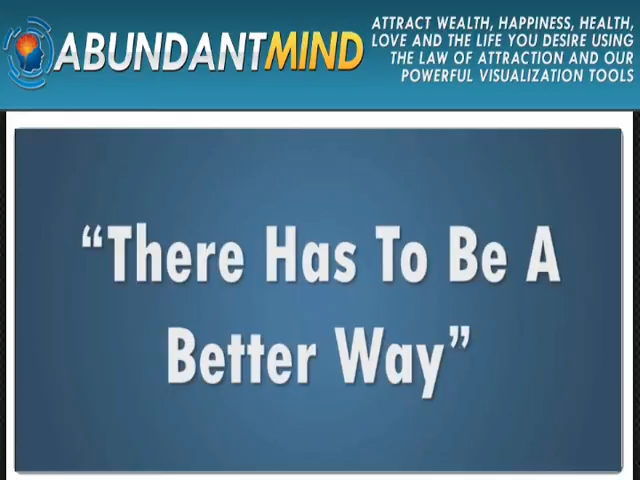 ABUNDANTMIND
ATTRACT WEALTH, HAPPINESS, HEALTH,
LOVE AND THE LIFE YOU DESIRE USING
THE LAW OF ATTRACTION AND OUR
POWERFUL VISUALIZATION TOOLS
“There Has To Be A
Better Way”